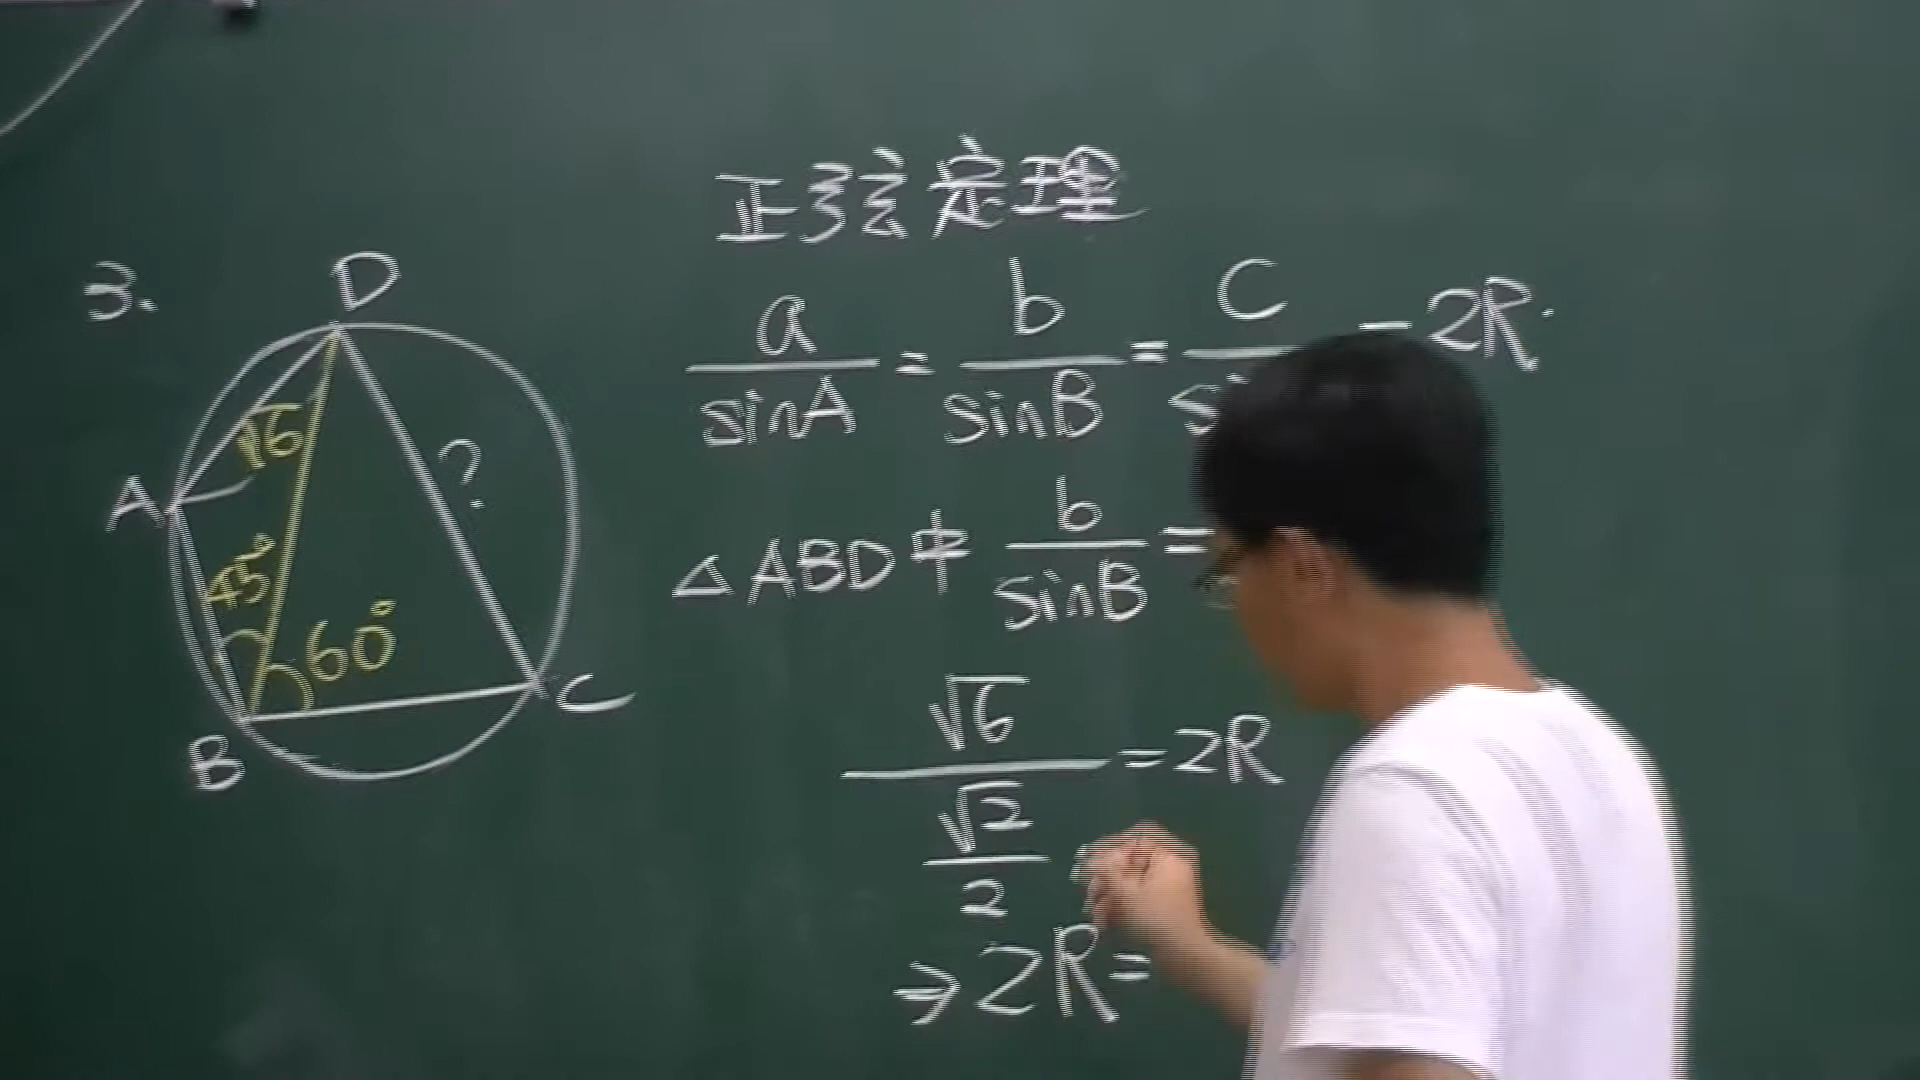 正弦定理
3.
D
a/sinA = b/sinB = c/ = 2R.
√6
?
A
△ABD中 b/sinB =
45°
60°
C
B
√6/(√2/2) = 2R
⇒ 2R=